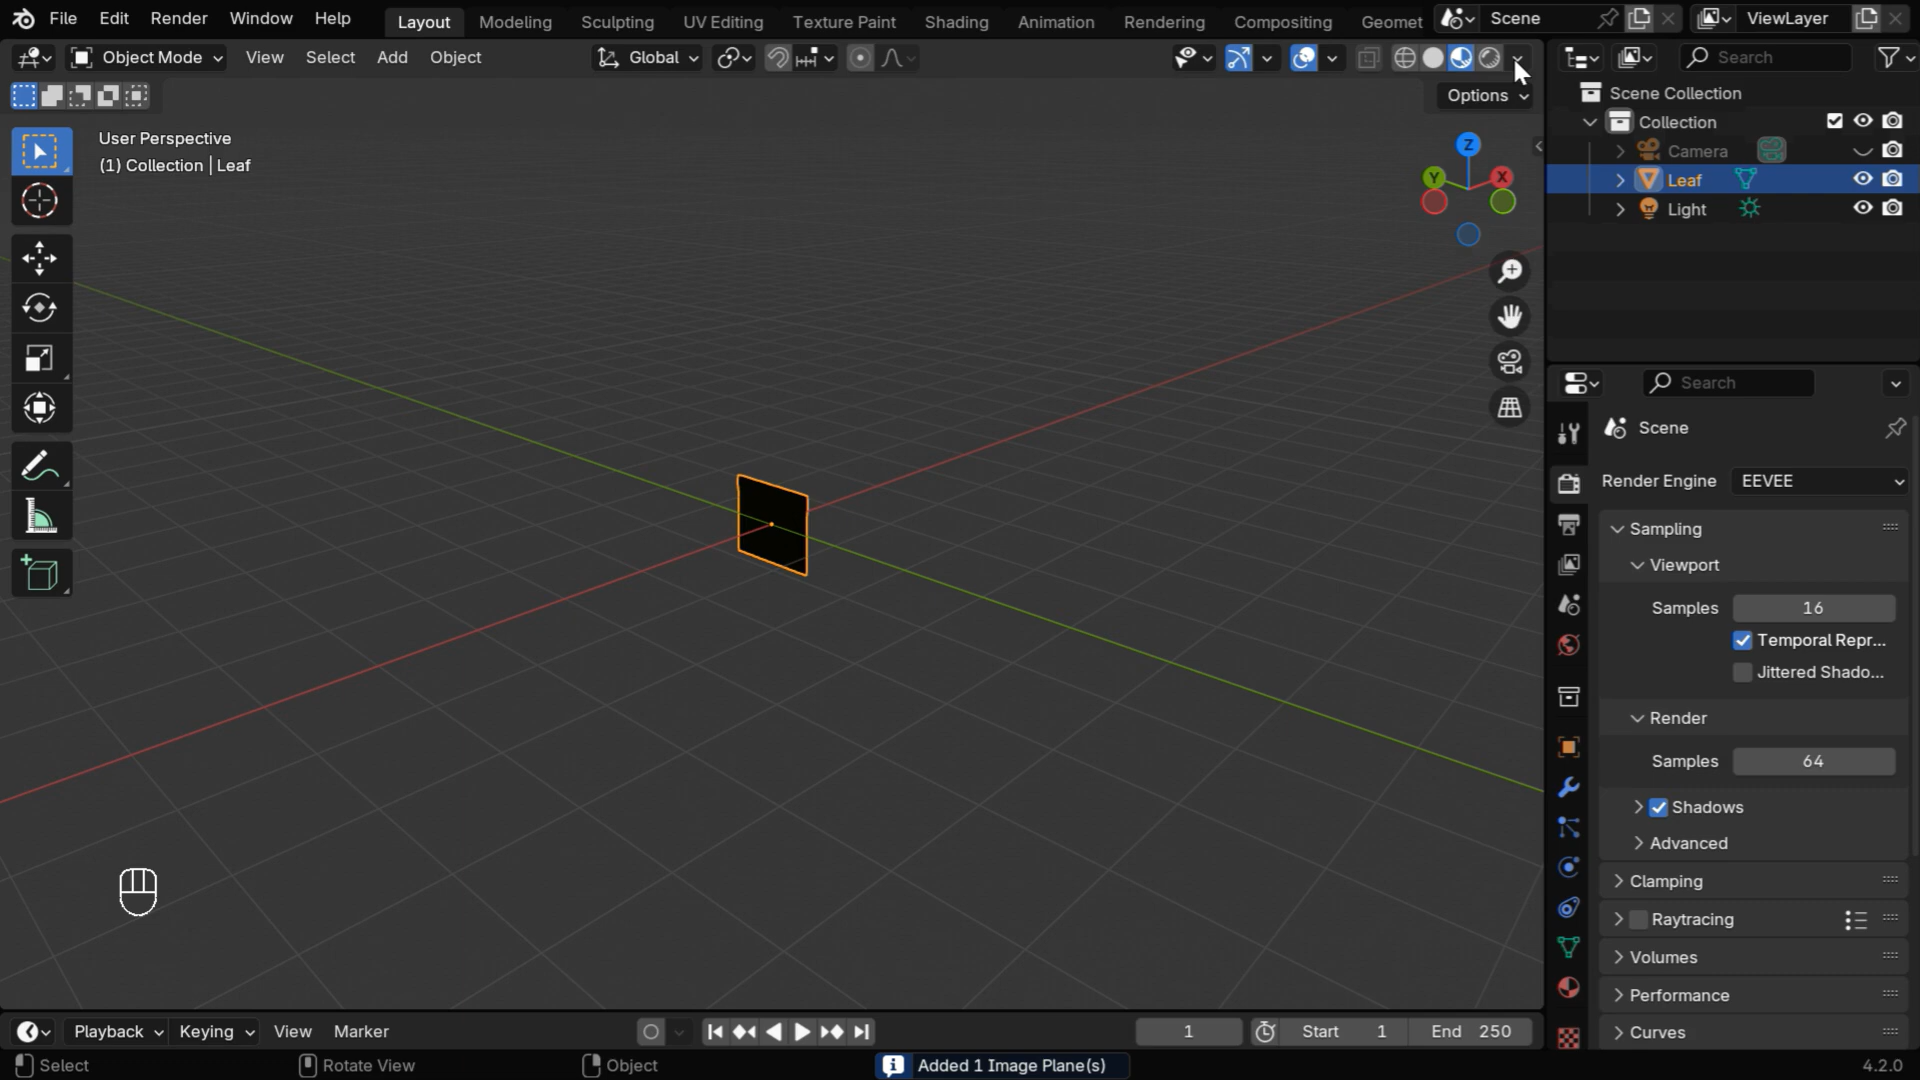 File Edit Render Window Help Layout Modeling Sculpting UV Editing Texture Paint Shading Animation Rendering Compositing Geomet Scene ViewLayer
Object Mode View Select Add Object Global Search
Options
User Perspective
(1) Collection | Leaf
Z
Y
X
Scene Collection
Collection
Camera
Leaf
Light
Search
Scene
Render Engine EEVEE
Sampling
Viewport
Samples 16
Temporal Repr...
Jittered Shado...
Render
Samples 64
Shadows
Advanced
Clamping
Raytracing
Volumes
Performance
Curves
Playback Keying View Marker 1 Start 1 End 250
Select Rotate View Object Added 1 Image Plane(s) 4.2.0